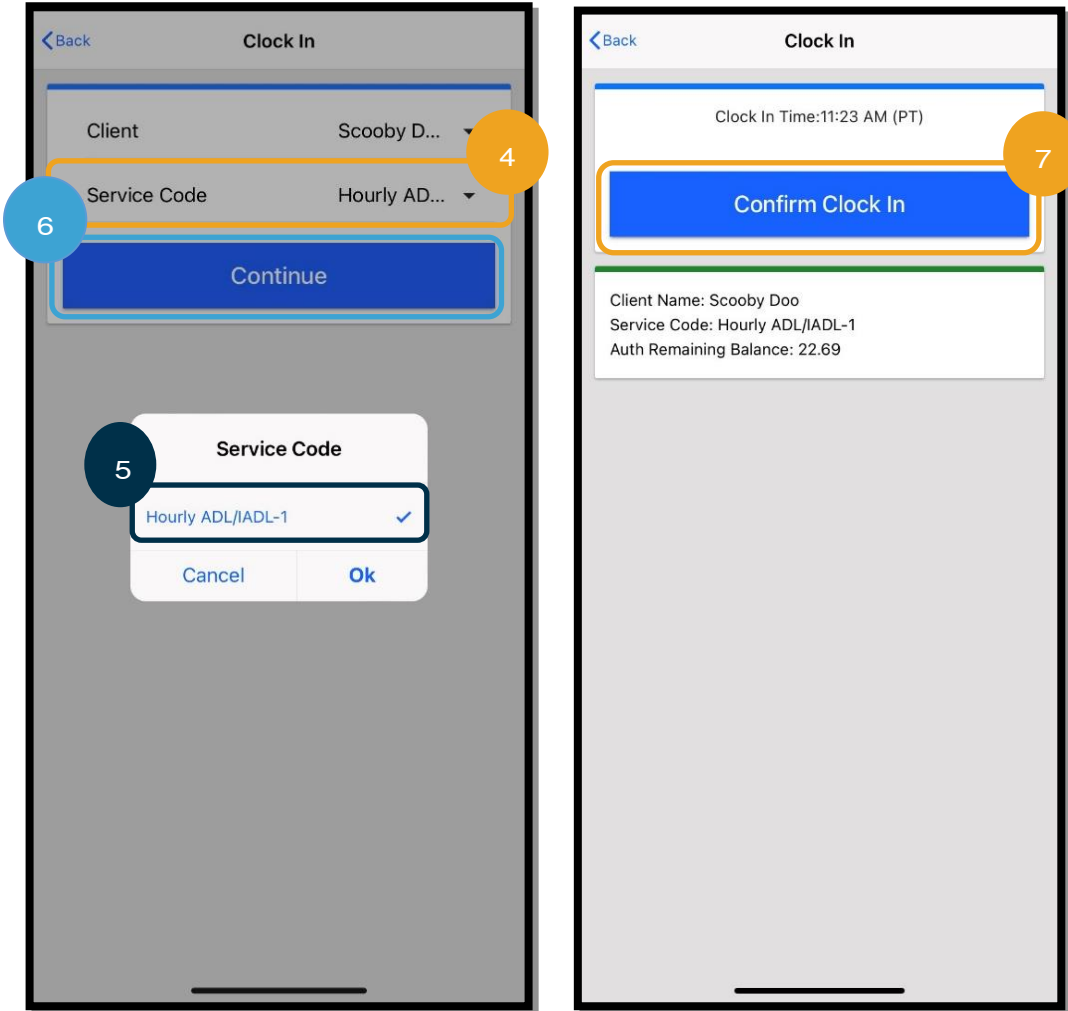 Back
Clock In
Client Scooby D...
4
Service Code Hourly AD...
6
Continue
Service Code
5
Hourly ADL/IADL-1
Cancel Ok
Back
Clock In
Clock In Time:11:23 AM (PT)
7
Confirm Clock In
Client Name: Scooby Doo
Service Code: Hourly ADL/IADL-1
Auth Remaining Balance: 22.69